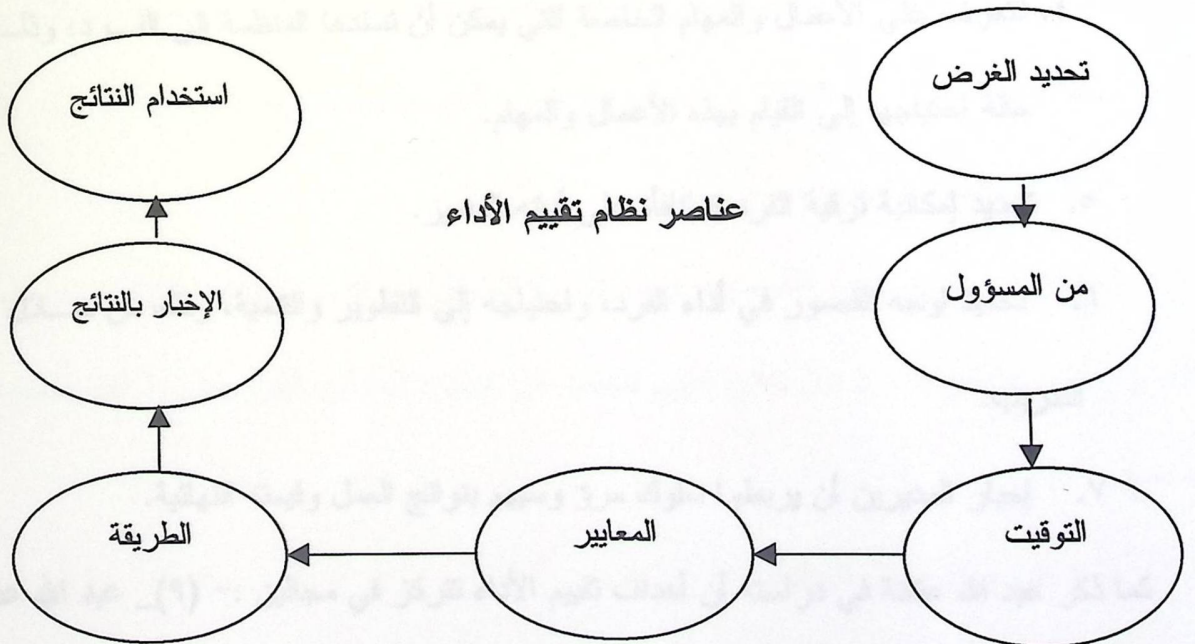 تحديد الغرض
استخدام النتائج
عناصر نظام تقييم الأداء
من المسؤول
الإخبار بالنتائج
التوقيت
المعايير
الطريقة